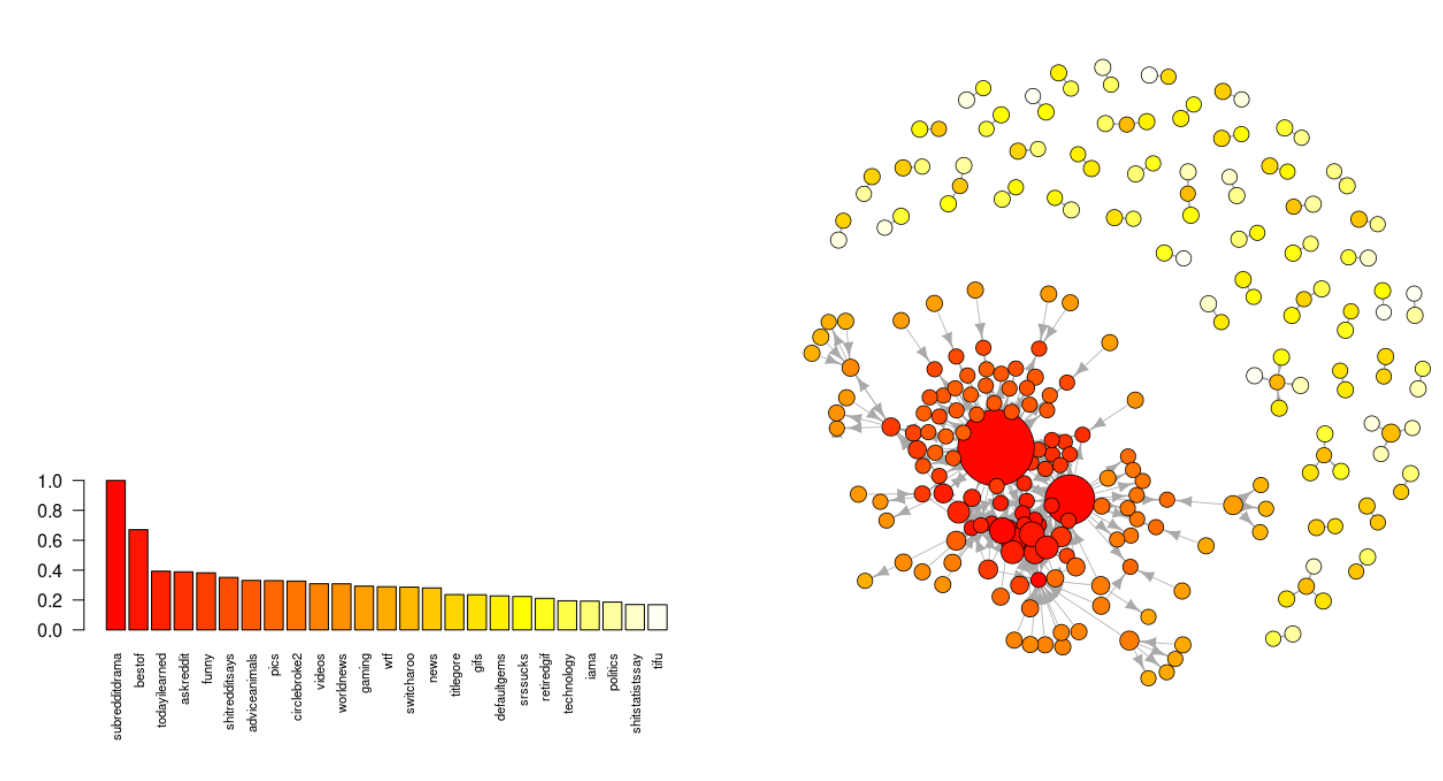 1.0
0.8
0.6
0.4
0.2
0.0
subredditdrama
bestof
todayilearned
askreddit
funny
shitredditsays
adviceanimals
pics
circlebroke2
videos
worldnews
gaming
wtf
switcharoo
news
titlegore
gifs
defaultgems
srssucks
retiredgif
technology
iama
politics
shitstatistssay
tifu